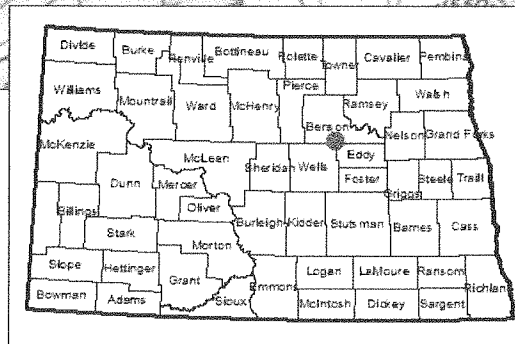 Divide Burke Renville Bottineau Rolette Towner Cavalier Pembina
Williams Mountrail Ward McHenry Pierce Ramsey Walsh
Benson Nelson Grand Forks
McKenzie McLean Sheridan Wells Eddy
Dunn Mercer Foster Griggs Steele Traill
Billings Oliver Burleigh Kidder Stutsman Barnes Cass
Stark Morton
Slope Hettinger Grant Logan LaMoure Ransom
Bowman Adams Sioux Emmons McIntosh Dickey Sargent Richland